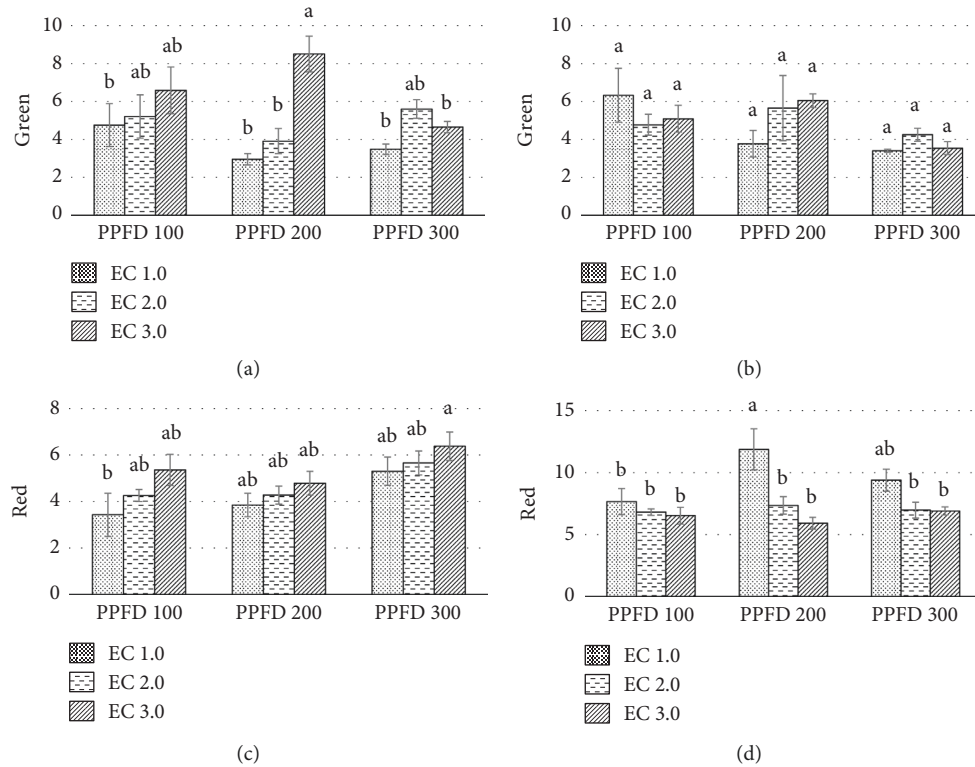 10
8
6
4
2
0
Green
b ab ab
b b a
b ab b
PPFD 100 PPFD 200 PPFD 300
EC 1.0
EC 2.0
EC 3.0
(a)
10
8
6
4
2
0
Green
a a a
a a a
a a a
PPFD 100 PPFD 200 PPFD 300
EC 1.0
EC 2.0
EC 3.0
(b)
8
6
4
2
0
Red
b ab ab
ab ab ab
ab ab a
PPFD 100 PPFD 200 PPFD 300
EC 1.0
EC 2.0
EC 3.0
(c)
15
10
5
0
Red
b b b
a b b
ab b b
PPFD 100 PPFD 200 PPFD 300
EC 1.0
EC 2.0
EC 3.0
(d)